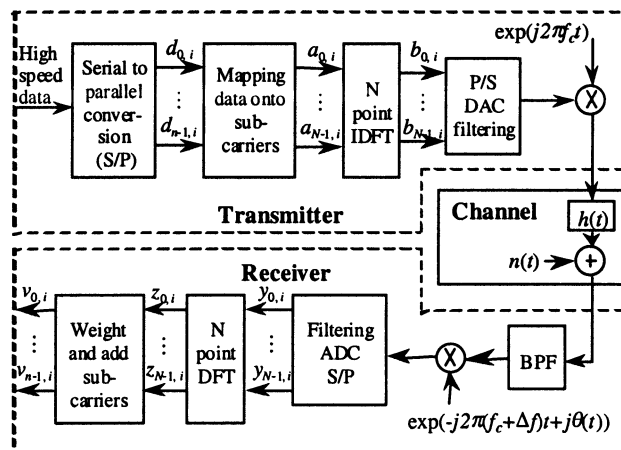 High
speed
data
Serial to
parallel
conver-
sion
(S/P)
d0,i
⋮
dn-1,i
Mapping
data onto
sub-
carriers
a0,i
⋮
aN-1,i
N
point
IDFT
b0,i
⋮
bN-1,i
P/S
DAC
filtering
exp(j2πfct)
X
Transmitter
Channel
h(t)
n(t)
+
Receiver
v0,i
⋮
vn-1,i
Weight
and add
sub-
carriers
z0,i
⋮
zN-1,i
N
point
DFT
y0,i
⋮
yN-1,i
Filtering
ADC
S/P
X
BPF
exp(-j2π(fc+Δf)t+jθ(t))